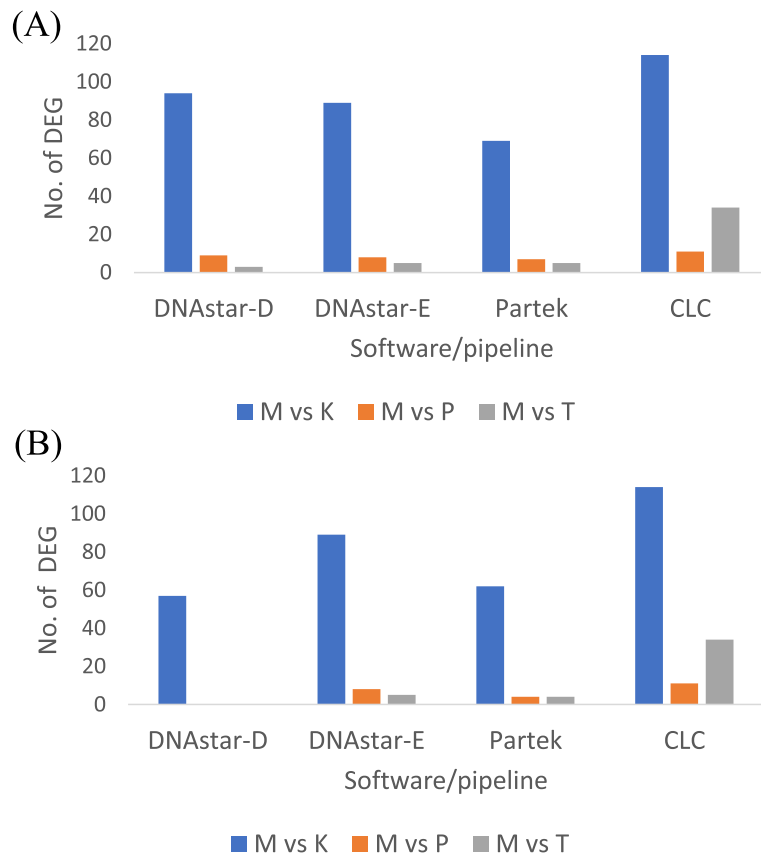 (A)
120
100
80
60
40
20
0
No. of DEG
DNAstar-D DNAstar-E Partek CLC
Software/pipeline
M vs K M vs P M vs T
(B)
120
100
80
60
40
20
0
No. of DEG
DNAstar-D DNAstar-E Partek CLC
Software/pipeline
M vs K M vs P M vs T